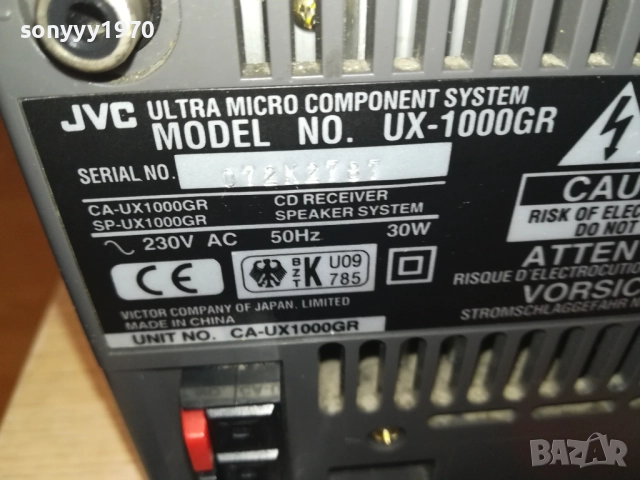 sonyyy1970
JVC ULTRA MICRO COMPONENT SYSTEM
MODEL NO. UX-1000GR
SERIAL NO.
CA-UX1000GR CD RECEIVER
SP-UX1000GR SPEAKER SYSTEM
230V AC 50Hz 30W
CE BZT K U09 785
VICTOR COMPANY OF JAPAN, LIMITED
MADE IN CHINA
UNIT NO. CA-UX1000GR
CAU
RISK OF ELEC
DO NOT
ATTEN
RISQUE D'ELECTROCUTION
VORSIC
STROMSCHLAGGEFAHR
BAZAR